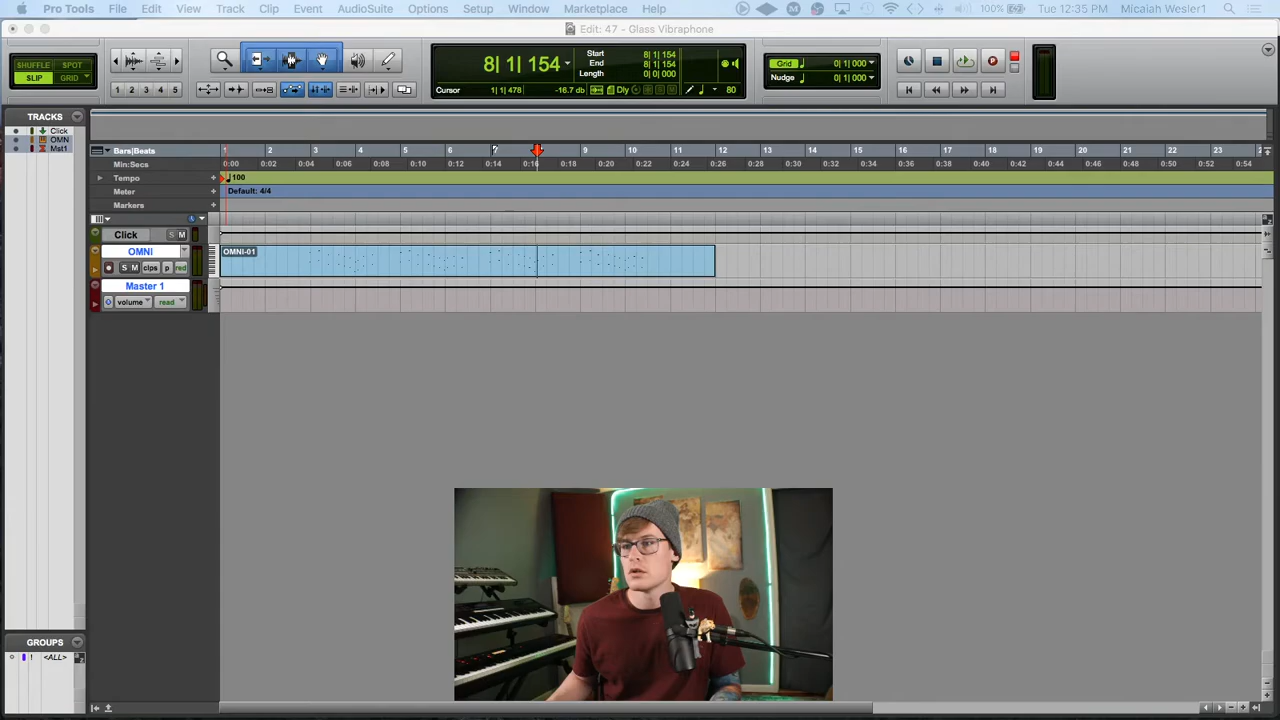 Pro Tools File Edit View Track Clip Event AudioSuite Options Setup Window Marketplace Help 100% Tue 12:35 PM Micaiah Wesler1
Edit: 47 - Glass Vibraphone
SHUFFLE SPOT
SLIP GRID
1 2 3 4 5
8| 1| 154
Start 8| 1| 154
End 8| 1| 154
Length 0| 0| 000
Cursor 1| 1| 478 -16.7 db Dly 80
Grid 0| 1| 000
Nudge 0| 1| 000
TRACKS
Click
OMN
Mst1
Bars|Beats 1 2 3 4 5 6 7 9 10 11 12 13 14 15 16 17 18 19 20 21 22 23
Min:Secs 0:00 0:02 0:04 0:06 0:08 0:10 0:12 0:14 0:16 0:18 0:20 0:22 0:24 0:26 0:28 0:30 0:32 0:34 0:36 0:38 0:40 0:42 0:44 0:46 0:48 0:50 0:52 0:54
Tempo 100
Meter Default: 4/4
Markers
Click S M
OMNI OMNI-01
S M clps p red
Master 1
volume read
GROUPS
1 <ALL>